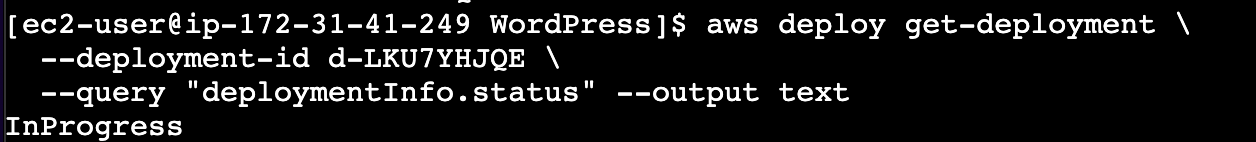 [ec2-user@ip-172-31-41-249 WordPress]$ aws deploy get-deployment \
  --deployment-id d-LKU7YHJQE \
  --query "deploymentInfo.status" --output text
InProgress